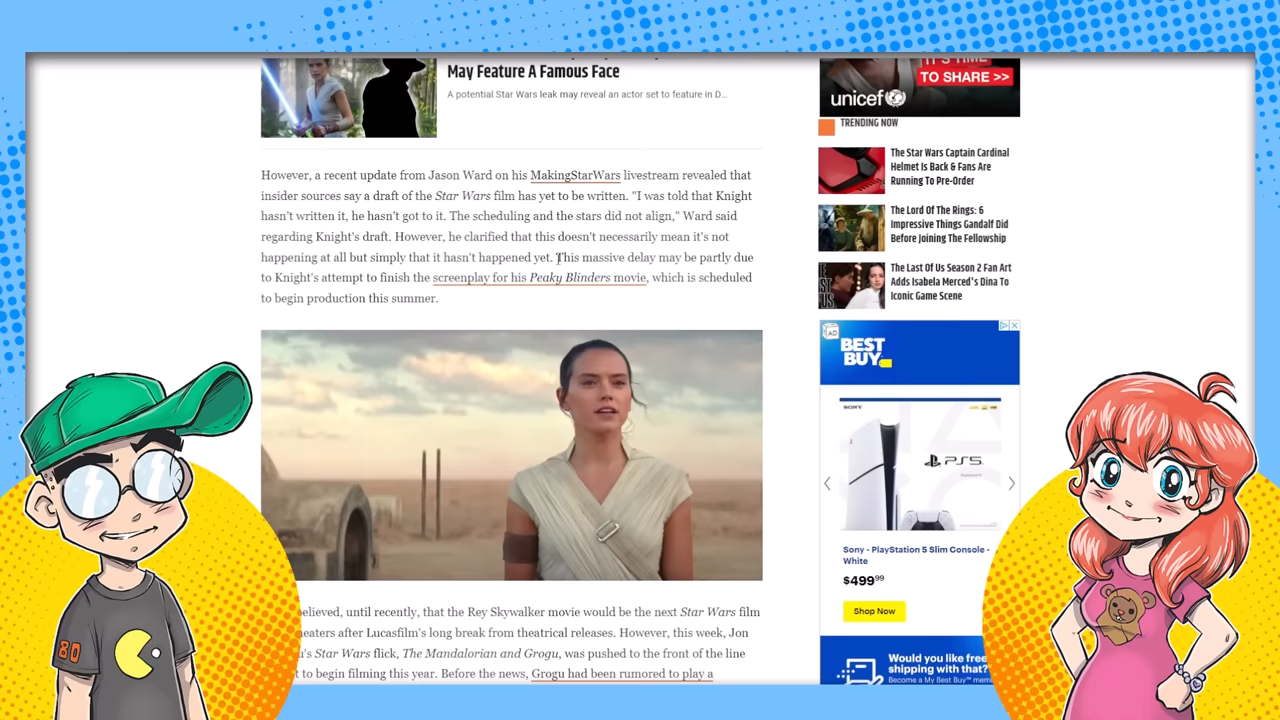 May Feature A Famous Face
A potential Star Wars leak may reveal an actor set to feature in D...
However, a recent update from Jason Ward on his MakingStarWars livestream revealed that
insider sources say a draft of the Star Wars film has yet to be written. "I was told that Knight
hasn't written it, he hasn't got to it. The scheduling and the stars did not align," Ward said
regarding Knight's draft. However, he clarified that this doesn't necessarily mean it's not
happening at all but simply that it hasn't happened yet. This massive delay may be partly due
to Knight's attempt to finish the screenplay for his Peaky Blinders movie, which is scheduled
to begin production this summer.
believed, until recently, that the Rey Skywalker movie would be the next Star Wars film
eaters after Lucasfilm's long break from theatrical releases. However, this week, Jon
's Star Wars flick, The Mandalorian and Grogu, was pushed to the front of the line
t to begin filming this year. Before the news, Grogu had been rumored to play a
IT'S TIME
TO SHARE >>
unicef
TRENDING NOW
The Star Wars Captain Cardinal
Helmet Is Back & Fans Are
Running To Pre-Order
The Lord Of The Rings: 6
Impressive Things Gandalf Did
Before Joining The Fellowship
The Last Of Us Season 2 Fan Art
Adds Isabela Merced's Dina To
Iconic Game Scene
AD
BEST
BUY
SONY
PS5
Sony - PlayStation 5 Slim Console -
White
$499.99
Shop Now
Would you like free
shipping with that?
Become a My Best Buy™ mem
80